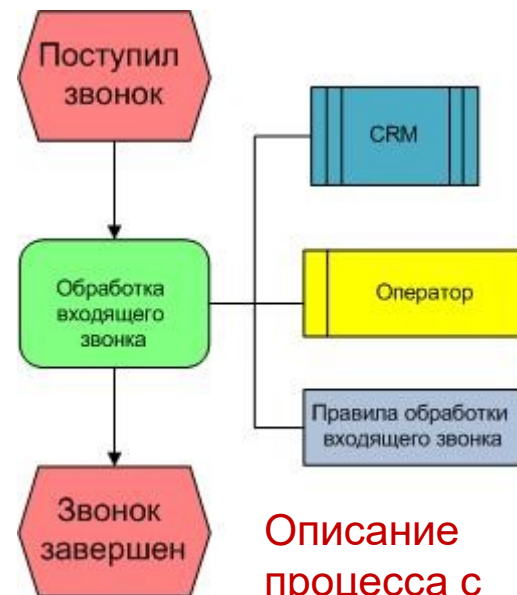 Поступил
звонок
CRM
Обработка
входящего
звонка
Оператор
Правила обработки
входящего звонка
Звонок
завершен
Описание
процесса с